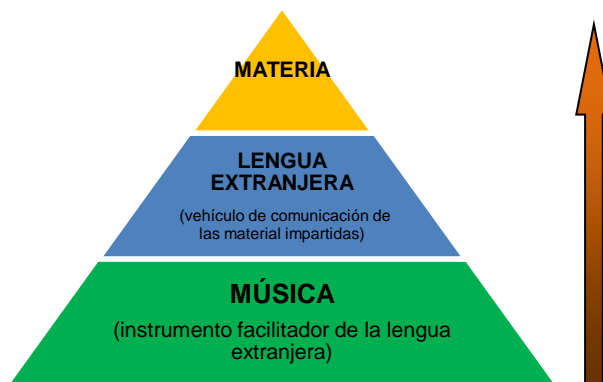 MATERIA
LENGUA
EXTRANJERA
(vehículo de comunicación de
las material impartidas)
MÚSICA
(instrumento facilitador de la lengua
extranjera)